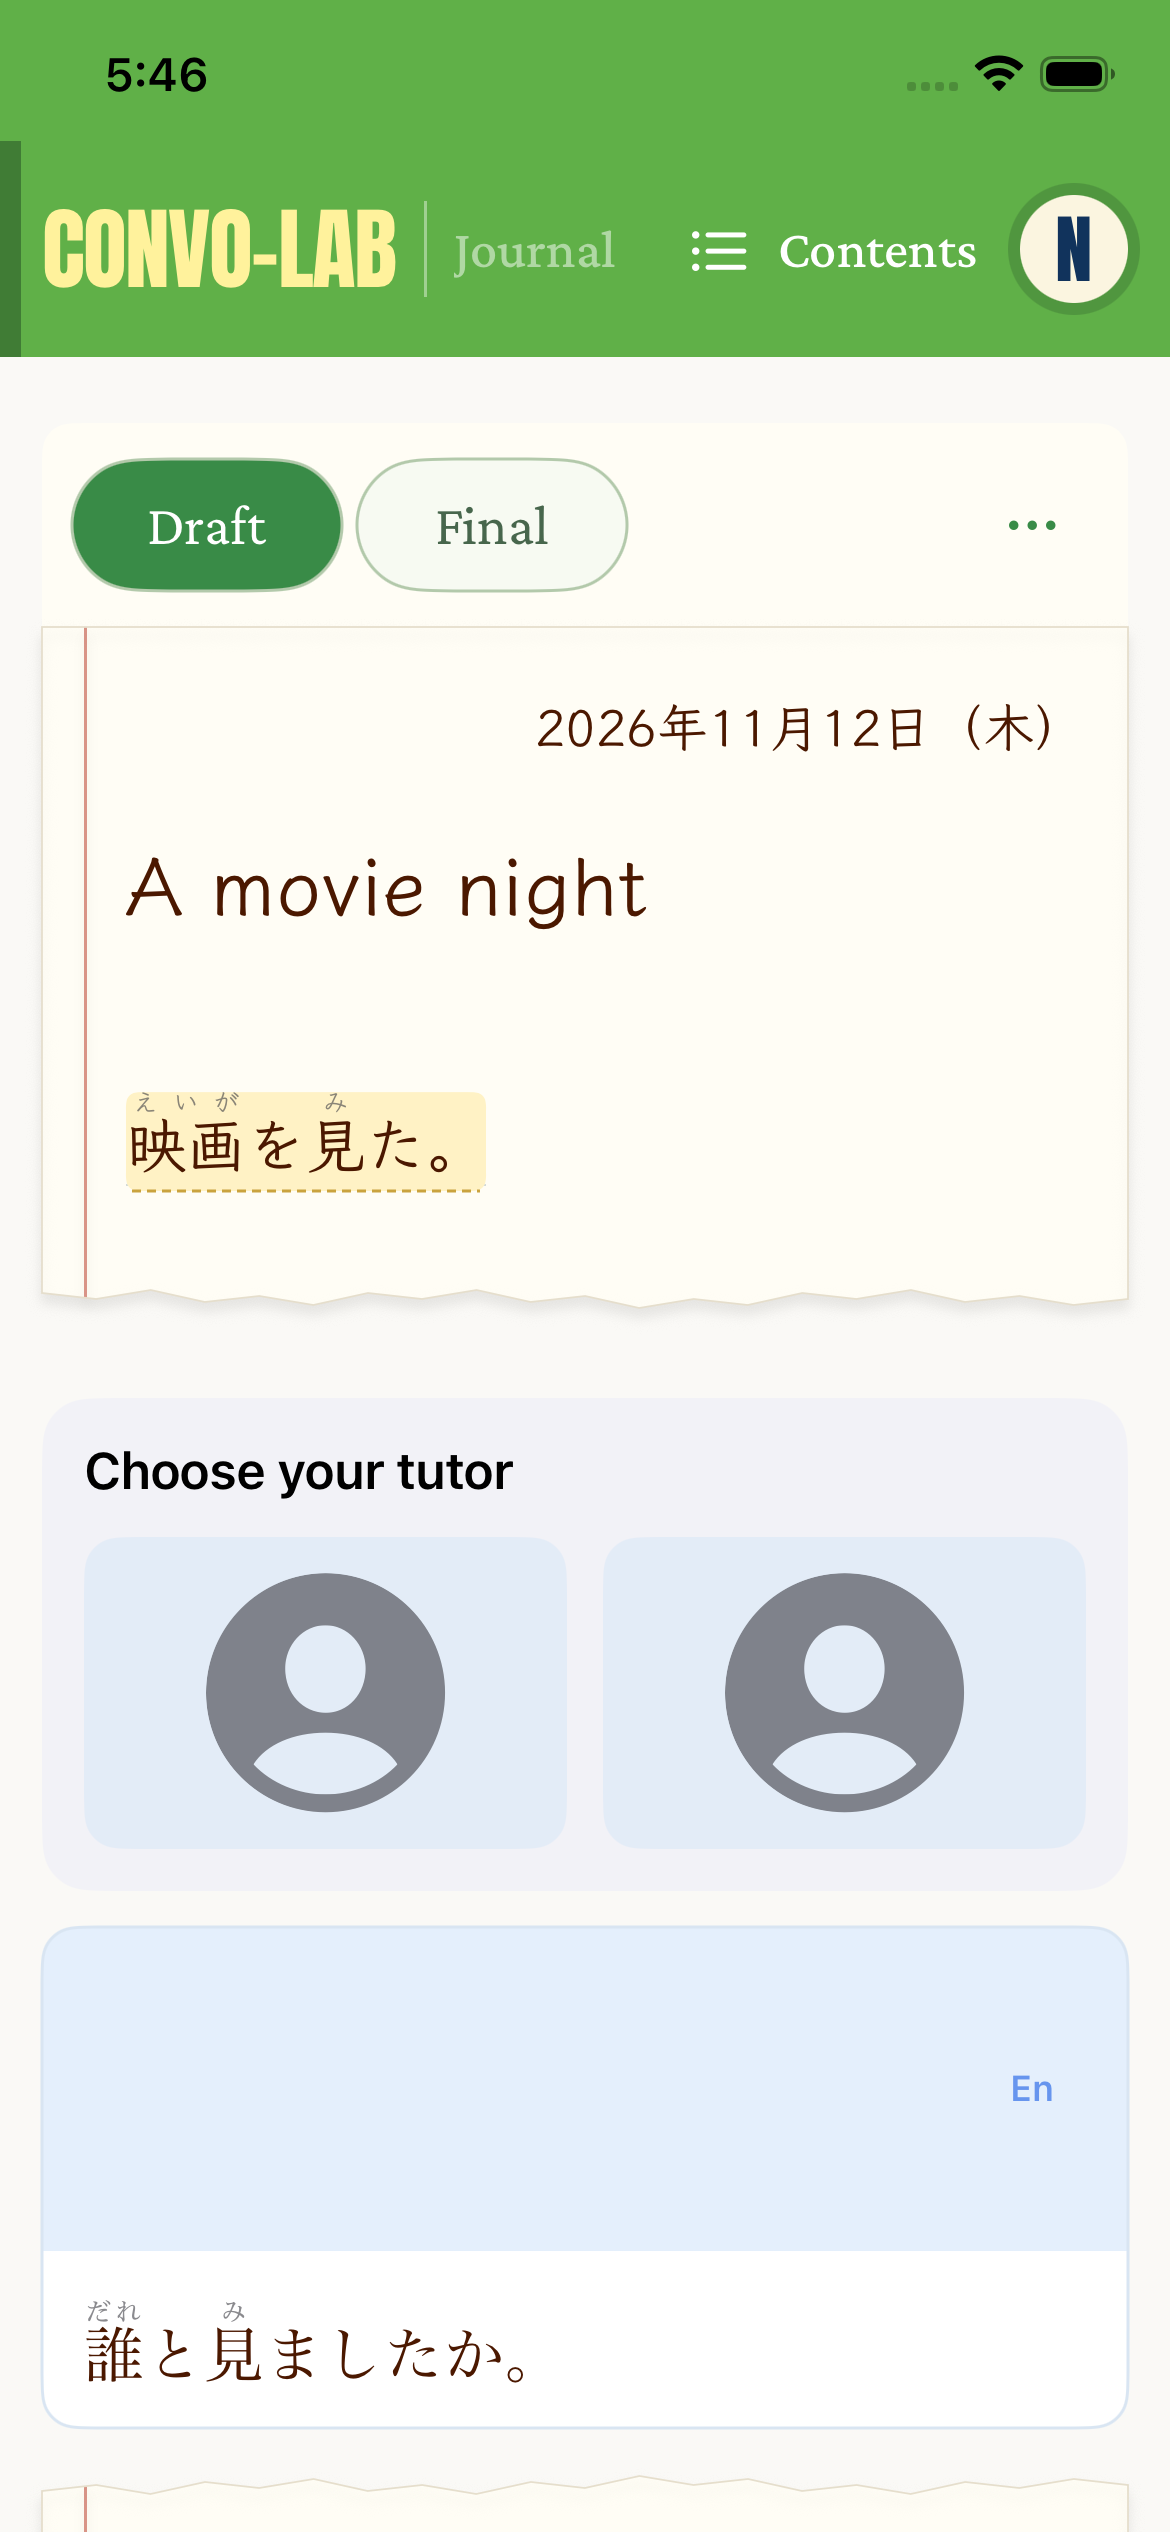 5:46
CONVO-LAB
Journal
Contents
N
Draft
Final
2026年11月12日（木）
A movie night
えいが み
映画を見た。
Choose your tutor
En
だれ み
誰と見ましたか。